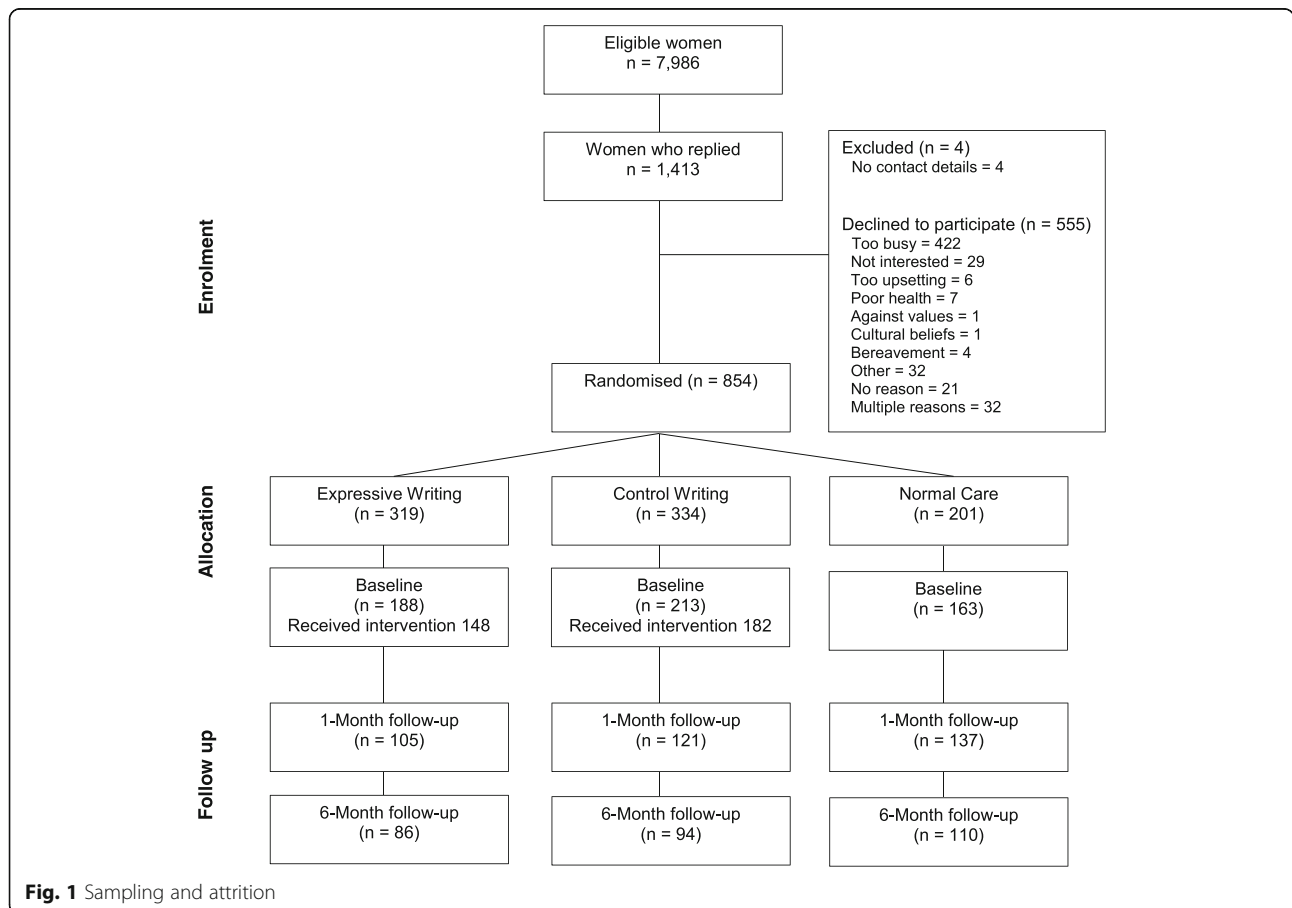 Eligible women
n = 7,986
Women who replied
n = 1,413
Excluded (n = 4)
No contact details = 4
Declined to participate (n = 555)
Too busy = 422
Not interested = 29
Too upsetting = 6
Poor health = 7
Against values = 1
Cultural beliefs = 1
Bereavement = 4
Other = 32
No reason = 21
Multiple reasons = 32
Enrolment
Randomised (n = 854)
Allocation
Expressive Writing
(n = 319)
Control Writing
(n = 334)
Normal Care
(n = 201)
Baseline
(n = 188)
Received intervention 148
Baseline
(n = 213)
Received intervention 182
Baseline
(n = 163)
Follow up
1-Month follow-up
(n = 105)
1-Month follow-up
(n = 121)
1-Month follow-up
(n = 137)
6-Month follow-up
(n = 86)
6-Month follow-up
(n = 94)
6-Month follow-up
(n = 110)
Fig. 1 Sampling and attrition